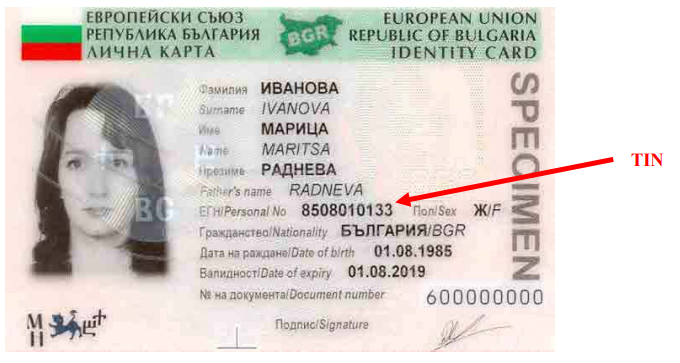 ЕВРОПЕЙСКИ СЪЮЗ
РЕПУБЛИКА БЪЛГАРИЯ
ЛИЧНА КАРТА
BGR
EUROPEAN UNION
REPUBLIC OF BULGARIA
IDENTITY CARD
Фамилия ИВАНОВА
Surname IVANOVA
Име МАРИЦА
Name MARITSA
Презиме РАДНЕВА
Father's name RADNEVA
ЕГН/Personal No 8508010133 Пол/Sex Ж/F
Гражданство/Nationality БЪЛГАРИЯ/BGR
Дата на раждане/Date of birth 01.08.1985
Валидност/Date of expiry 01.08.2019
№ на документа/Document number 600000000
Подпис/Signature
SPECIMEN
TIN
BG